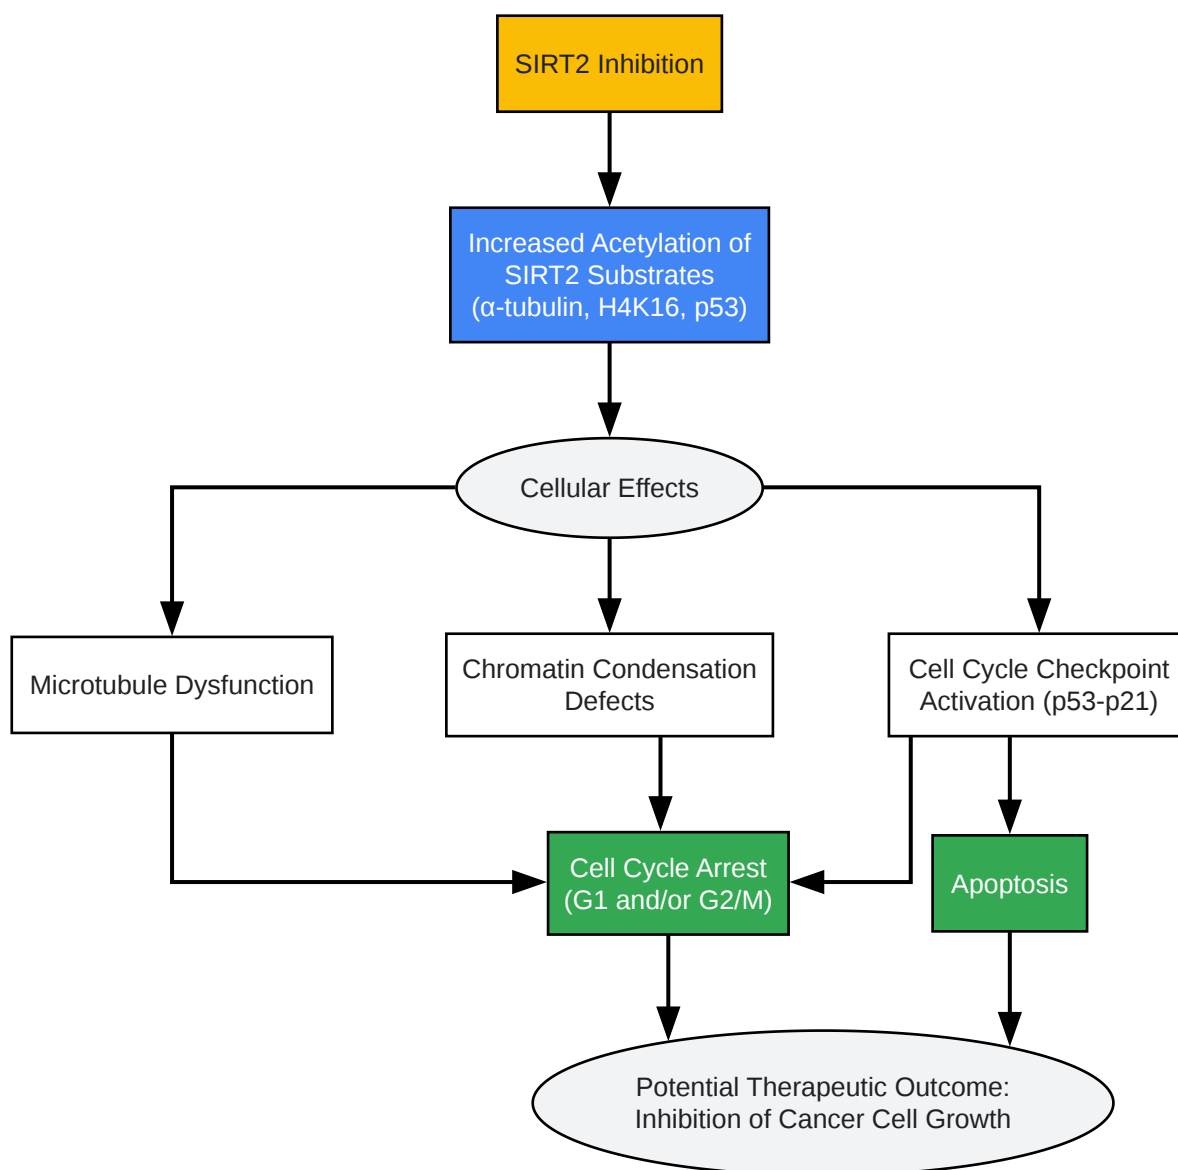 SIRT2 Inhibition
Increased Acetylation of
SIRT2 Substrates
(α-tubulin, H4K16, p53)
Cellular Effects
Microtubule Dysfunction
Chromatin Condensation
Defects
Cell Cycle Checkpoint
Activation (p53-p21)
Cell Cycle Arrest
(G1 and/or G2/M)
Apoptosis
Potential Therapeutic Outcome:
Inhibition of Cancer Cell Growth